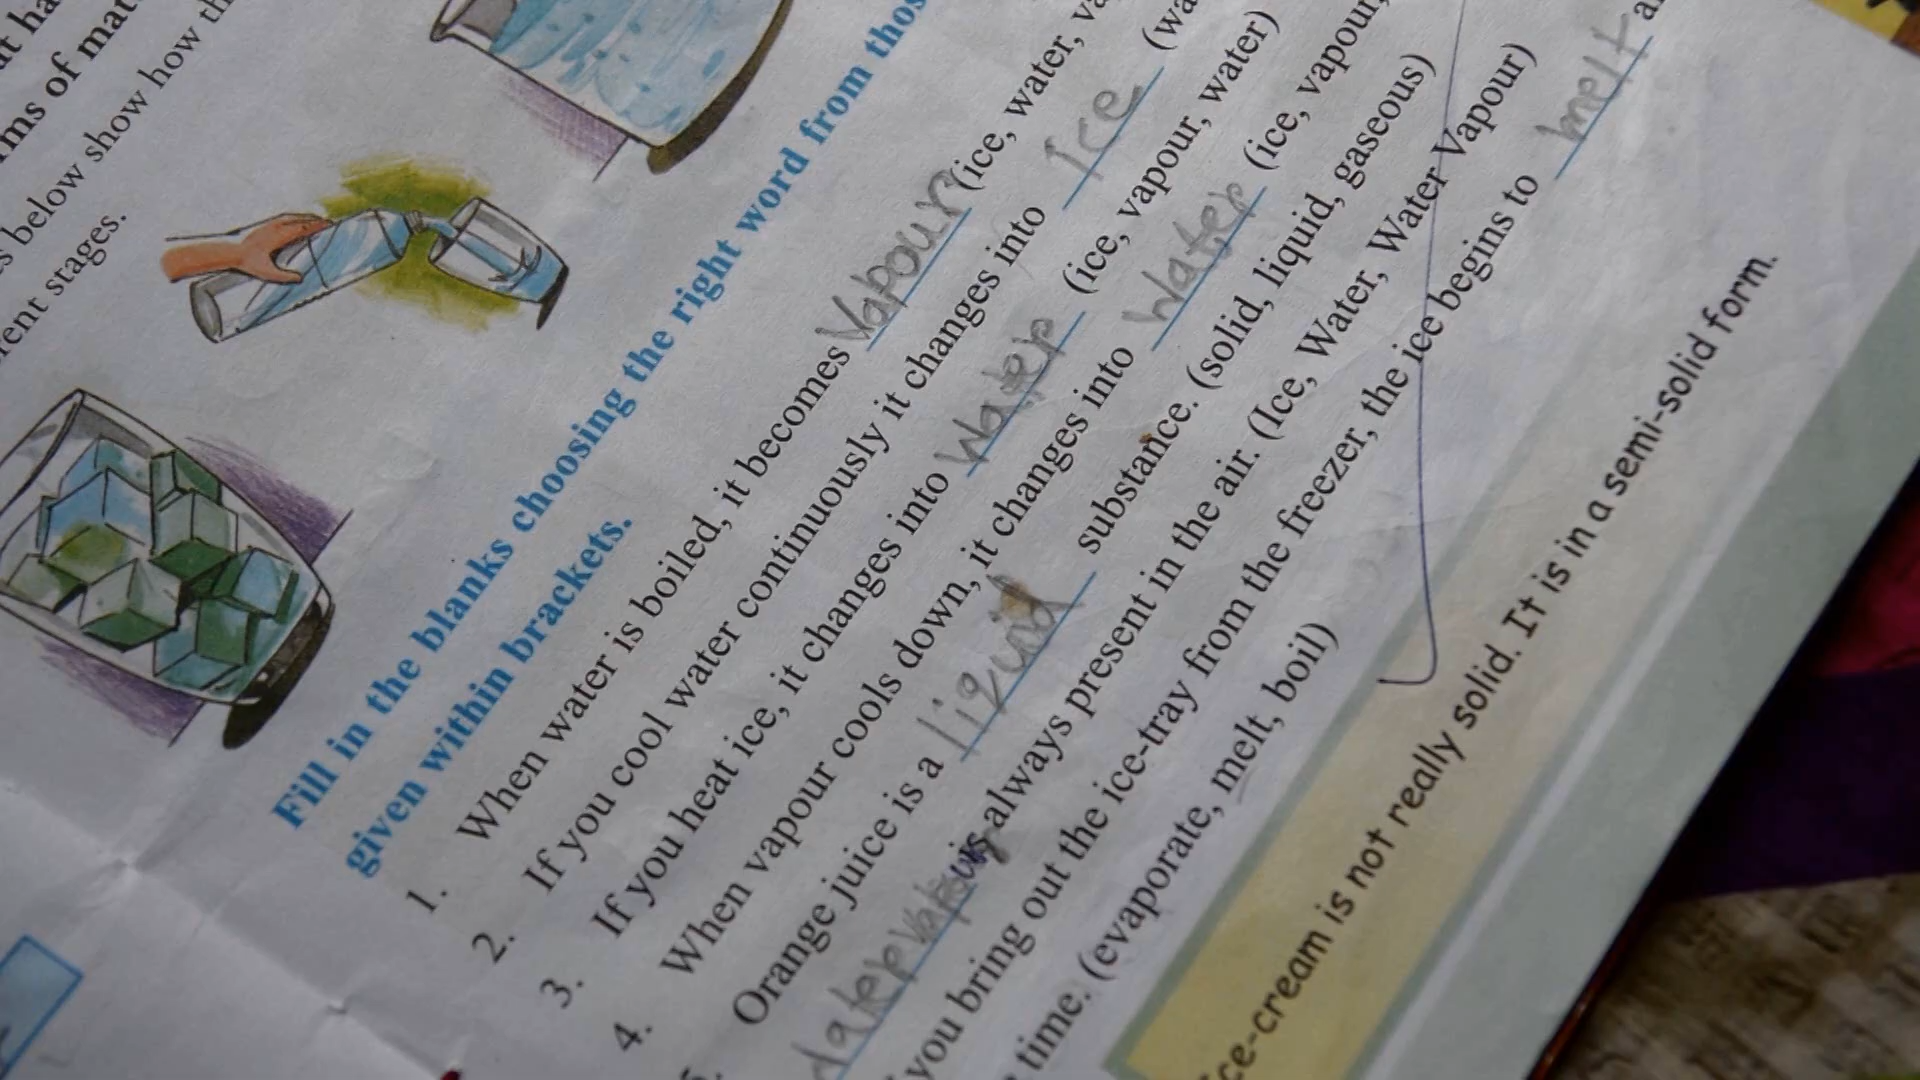 at ha
rms of mat
below show how th
rent stages.
Fill in the blanks choosing the right word from thos
given within brackets.
1. When water is boiled, it becomes Vapour (ice, water, va
2. If you cool water continuously it changes into ice (wa
3. If you heat ice, it changes into Water (ice, vapour, water)
4. When vapour cools down, it changes into Water (ice, vapour,
5. Orange juice is a liquid substance. (solid, liquid, gaseous)
Water vapour is always present in the air. (Ice, Water, Water Vapour)
you bring out the ice-tray from the freezer, the ice begins to melt a
time. (evaporate, melt, boil)
Ice-cream is not really solid. It is in a semi-solid form.